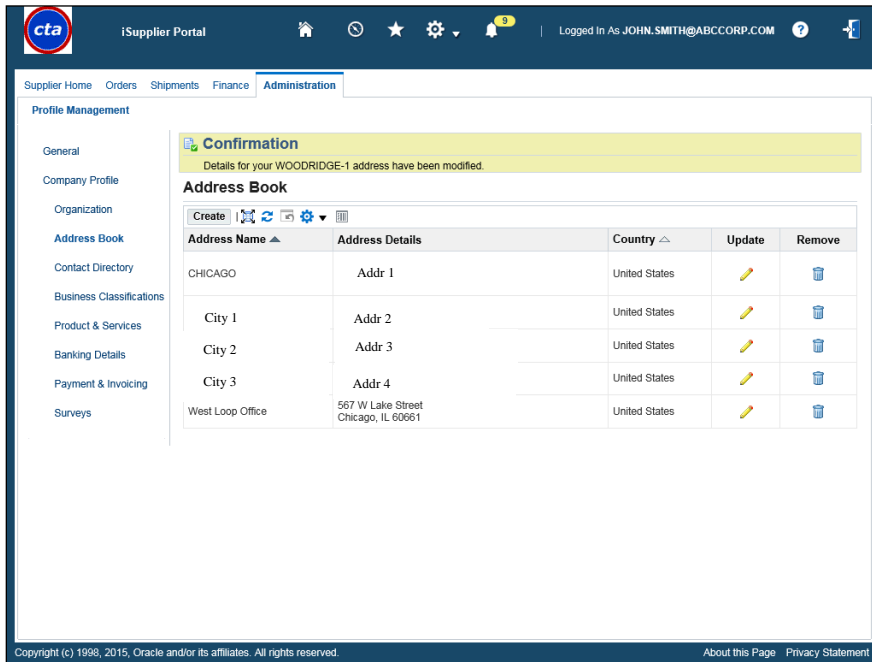 cta
iSupplier Portal
9
Logged In As JOHN.SMITH@ABCCORP.COM
?
Supplier Home Orders Shipments Finance Administration
Profile Management
General
Company Profile
Organization
Address Book
Contact Directory
Business Classifications
Product & Services
Banking Details
Payment & Invoicing
Surveys
Confirmation
Details for your WOODRIDGE-1 address have been modified.
Address Book
Create
Address Name Address Details Country Update Remove
CHICAGO Addr 1 United States
City 1 Addr 2 United States
City 2 Addr 3 United States
City 3 Addr 4 United States
West Loop Office 567 W Lake Street United States
Chicago, IL 60661
Copyright (c) 1998, 2015, Oracle and/or its affiliates. All rights reserved. About this Page Privacy Statement